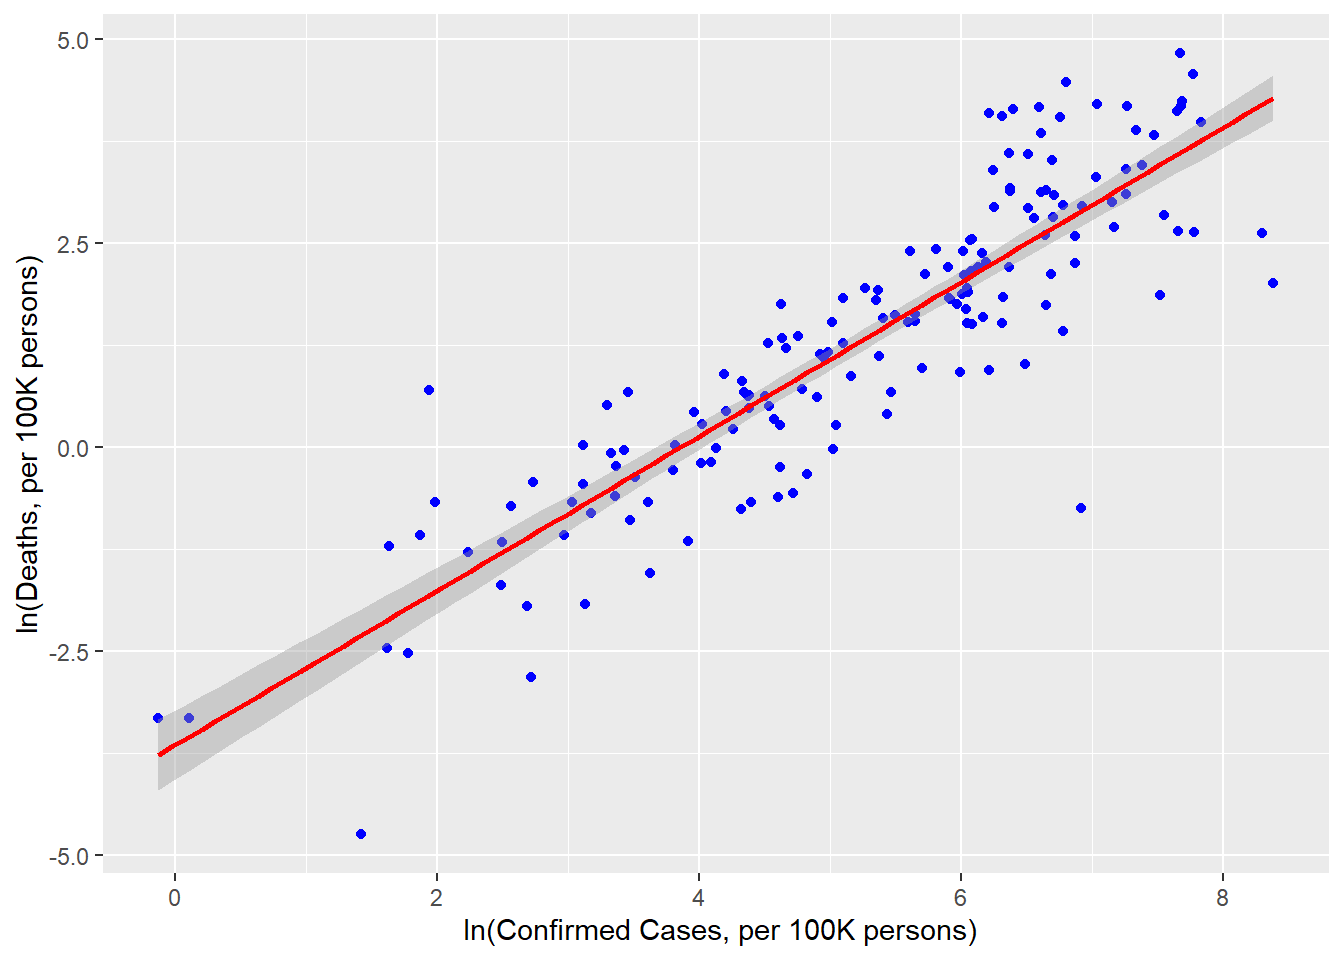 5.0
2.5
0.0
-2.5
-5.0
ln(Deaths, per 100K persons)
0 2 4 6 8
ln(Confirmed Cases, per 100K persons)